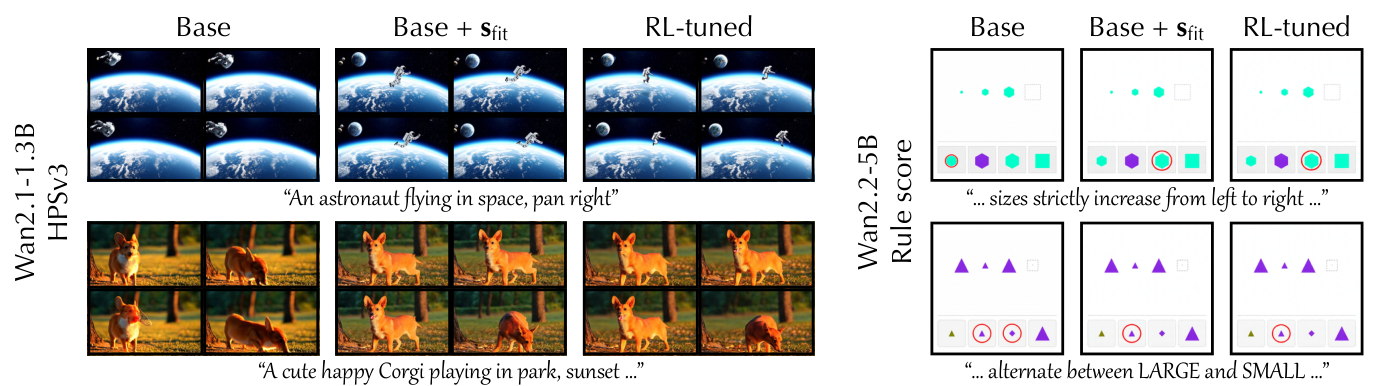 Base
Base + s_fit
RL-tuned
Wan2.1-1.3B
HPSv3
“An astronaut flying in space, pan right”
“A cute happy Corgi playing in park, sunset ...”
Base
Base + s_fit
RL-tuned
Wan2.2-5B
Rule score
“... sizes strictly increase from left to right ...”
“... alternate between LARGE and SMALL ...”